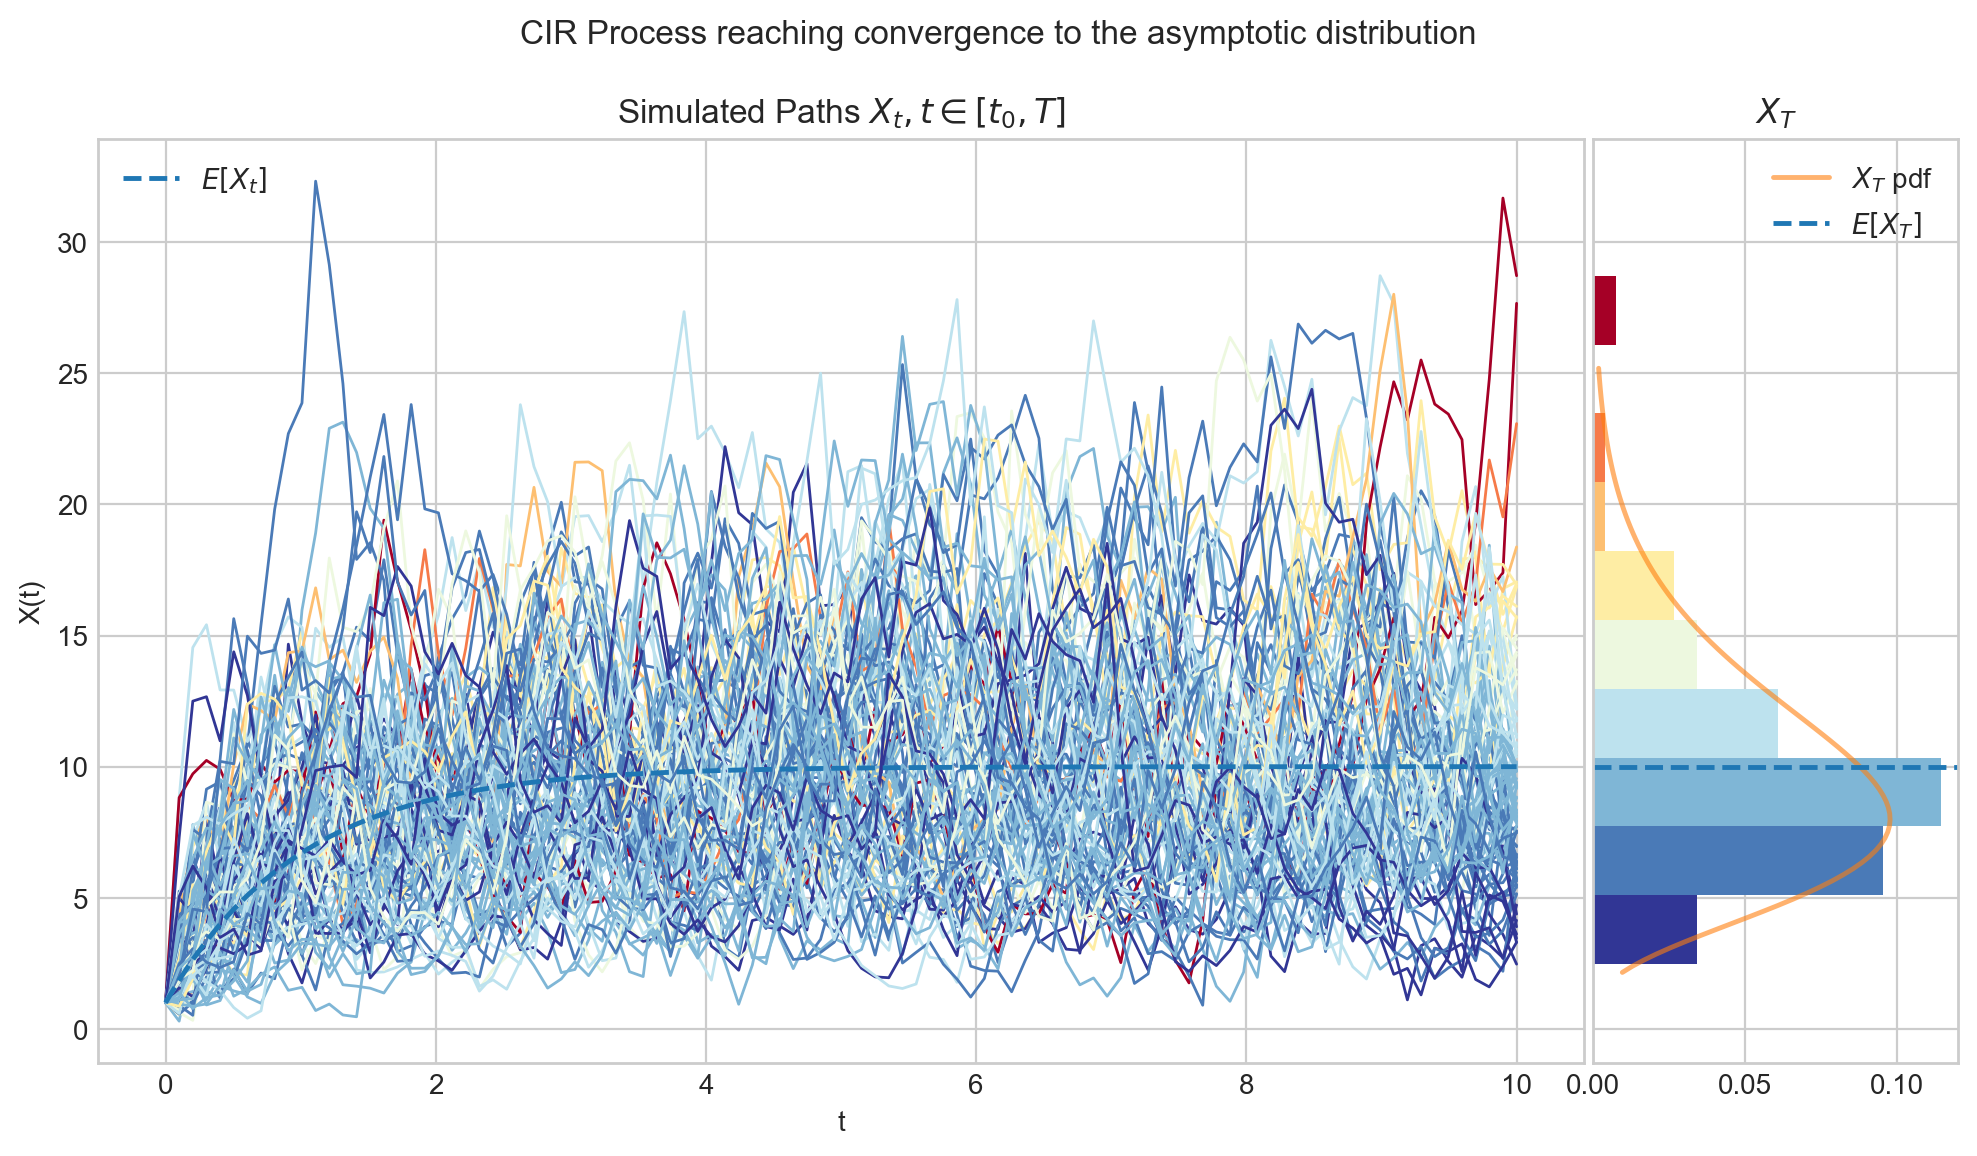 CIR Process reaching convergence to the asymptotic distribution
Simulated Paths $X_t, t \in [t_0, T]$
$X_T$
$E[X_t]$
$X_T$ pdf
$E[X_T]$
30
25
20
15
10
5
0
X(t)
0 2 4 6 8 10
0.00 0.05 0.10
t